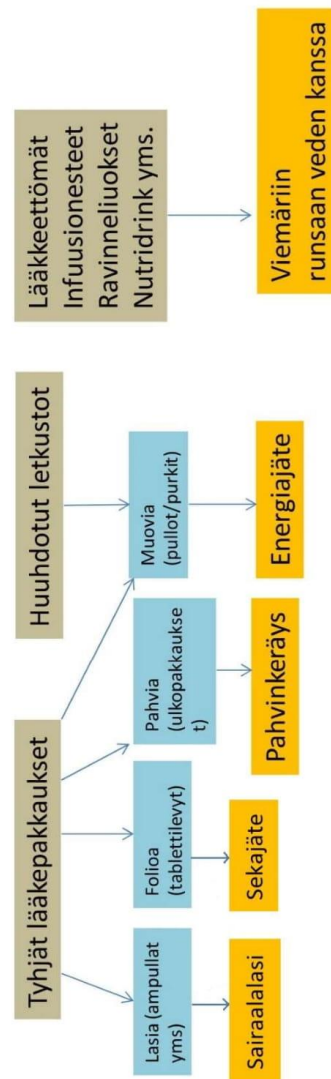 Tyhjät lääkepakkaukset
Huuhdotut letkustot
Lääkkeettömät
Infuusionesteet
Ravinneliuokset
Nutridrink yms.
Lasia (ampullat
yms)
Folioa
(tablettilevyt)
Pahvia
(ulkopakkaukse
t)
Muovia
(pullot/purkit)
Sairaalalasi
Sekajäte
Pahvinkeräys
Energiajäte
Viemäriin
runsaan veden kanssa